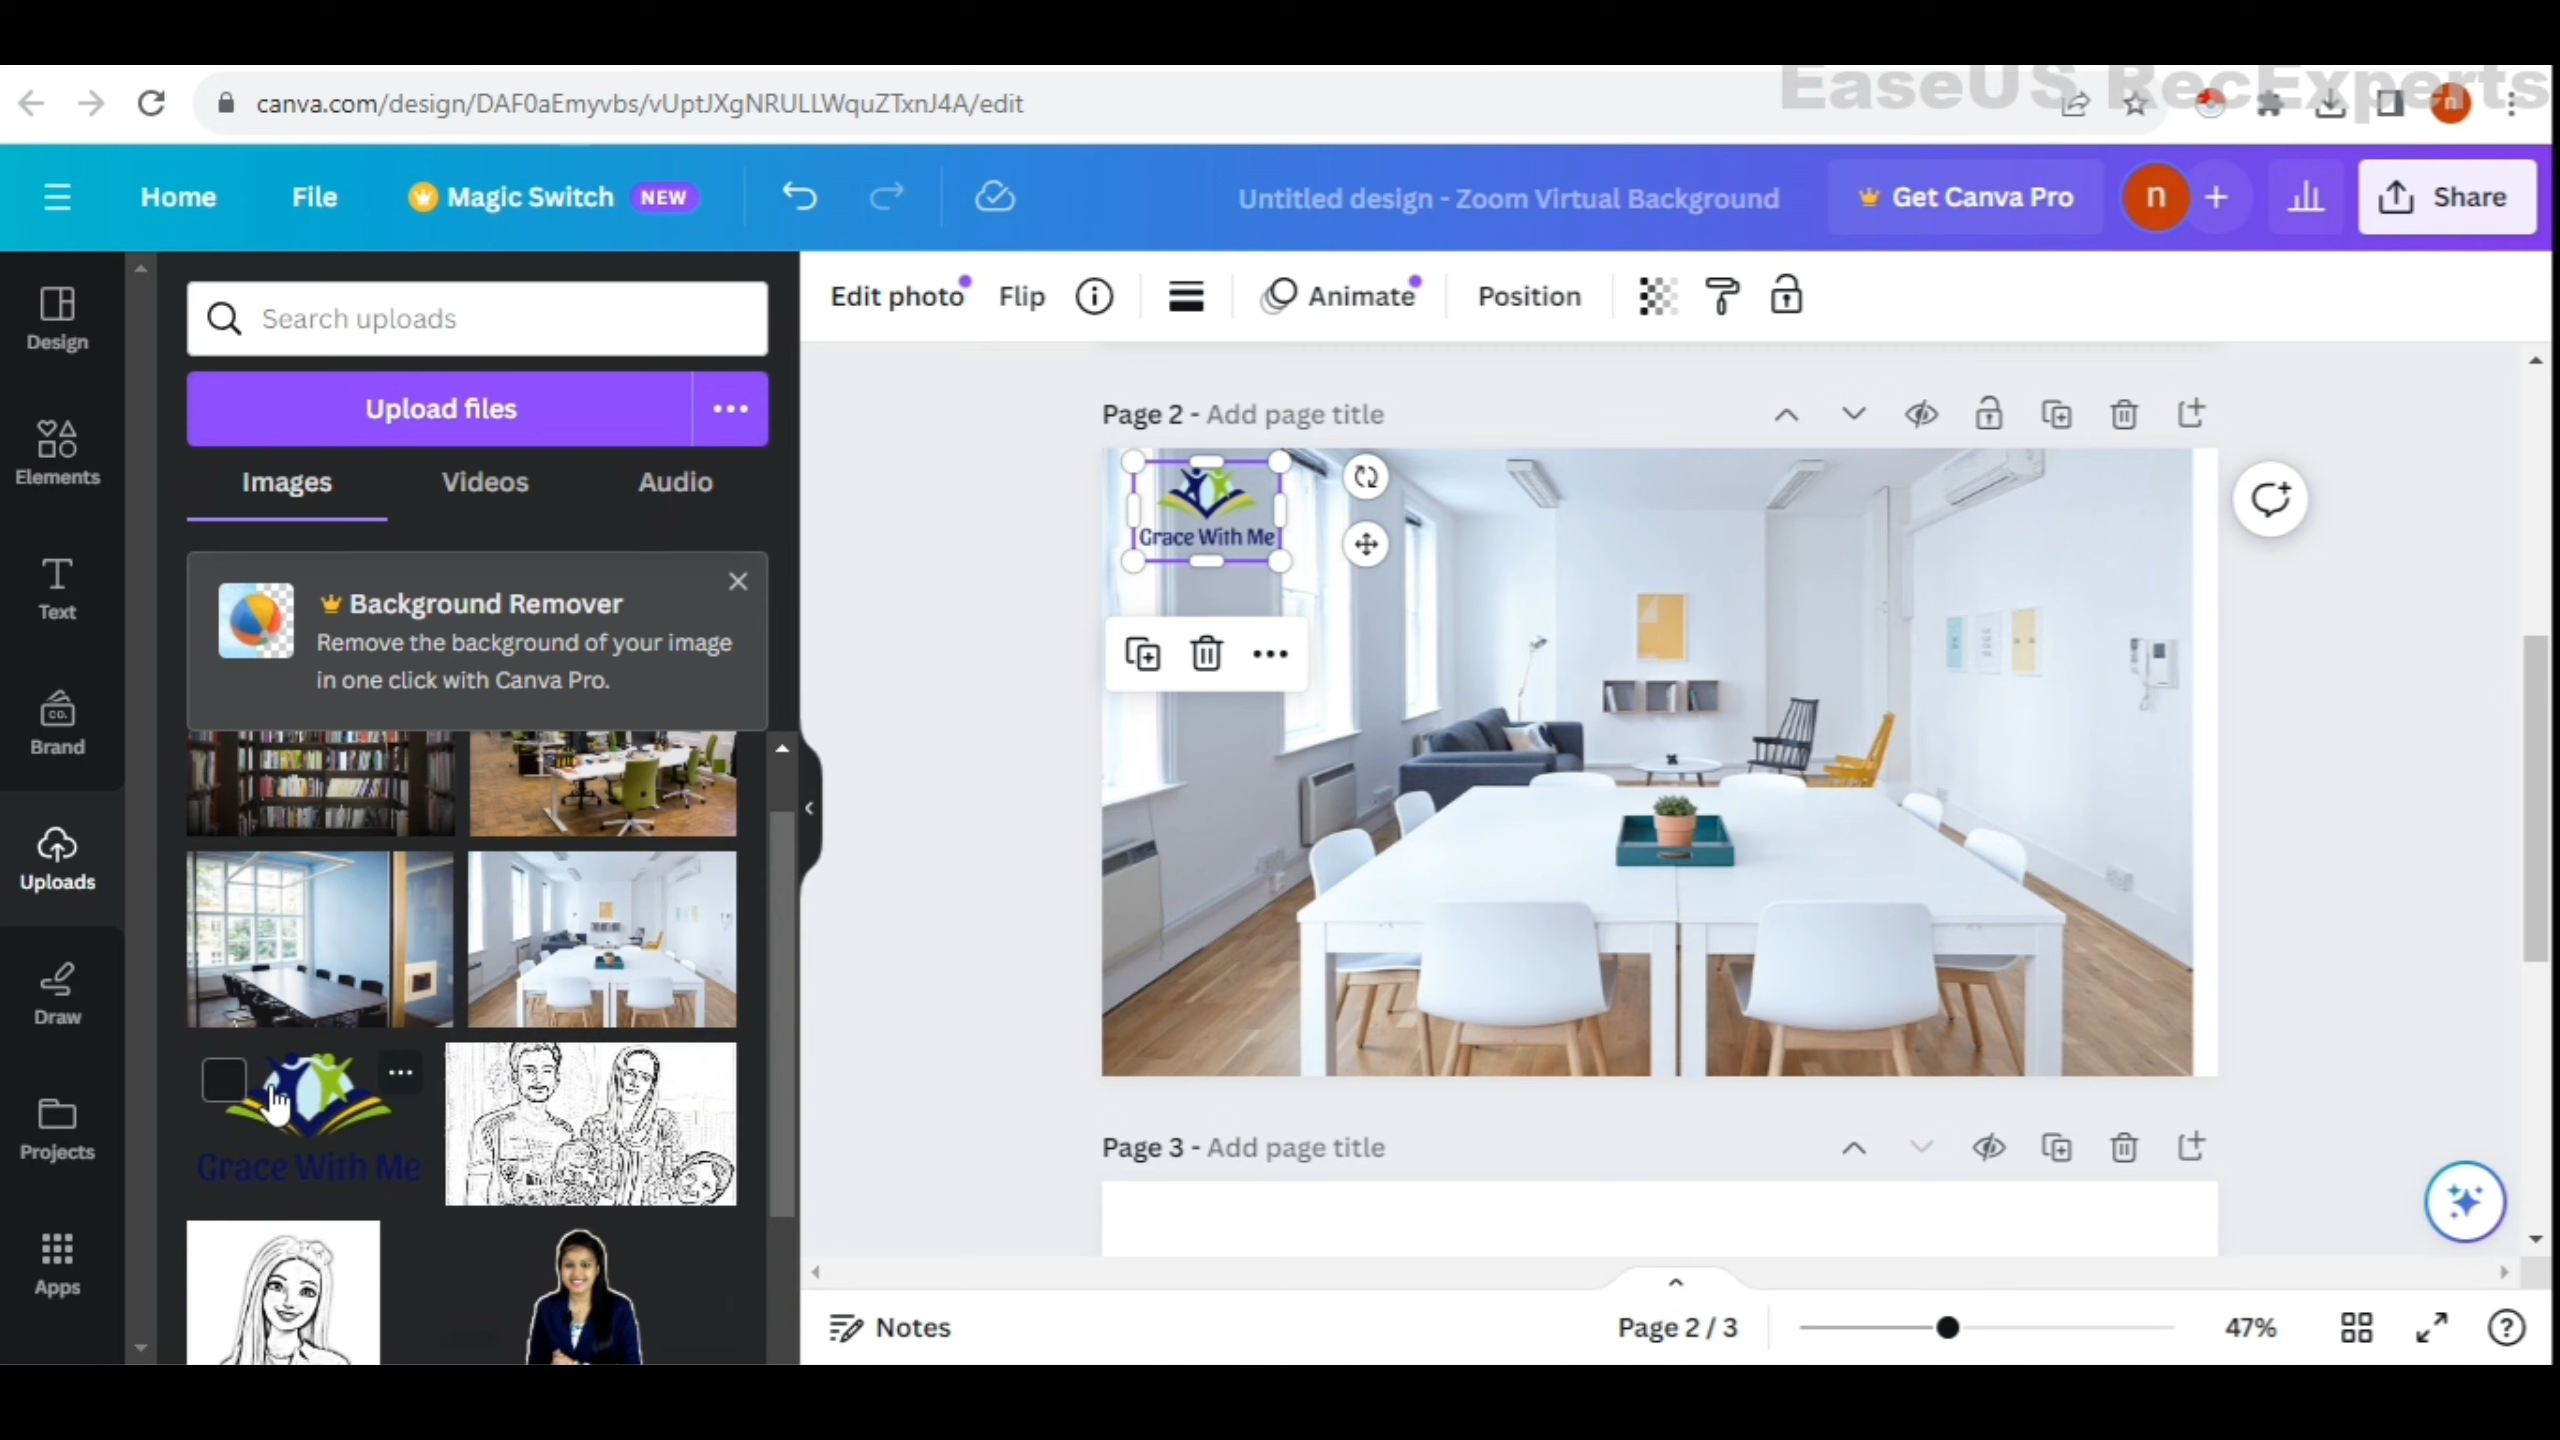 EaseUS RecExperts
canva.com/design/DAF0aEmyvbs/vUptJXgNRULLWquZTxnJ4A/edit
n
Home
File
Magic Switch NEW
Untitled design - Zoom Virtual Background
Get Canva Pro
n
+
Share
Design
Elements
Text
CO.
Brand
Uploads
Draw
Projects
Apps
Search uploads
Upload files
Images
Videos
Audio
Background Remover
Remove the background of your image
in one click with Canva Pro.
Grace With Me
Edit photo
Flip
Animate
Position
Page 2 - Add page title
Grace With Me
Page 3 - Add page title
Notes
Page 2 / 3
47%